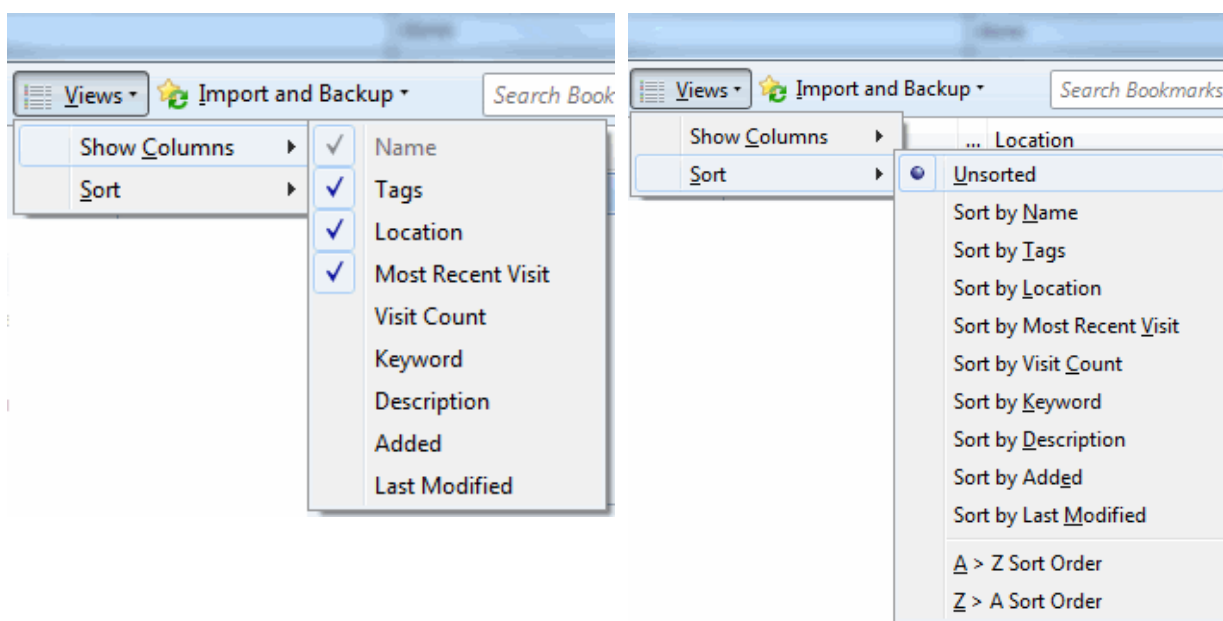 Views Import and Backup Search Book
Show Columns
Sort
Name
Tags
Location
Most Recent Visit
Visit Count
Keyword
Description
Added
Last Modified
Views Import and Backup Search Bookmarks
Show Columns
... Location
Sort
Unsorted
Sort by Name
Sort by Tags
Sort by Location
Sort by Most Recent Visit
Sort by Visit Count
Sort by Keyword
Sort by Description
Sort by Added
Sort by Last Modified
A > Z Sort Order
Z > A Sort Order